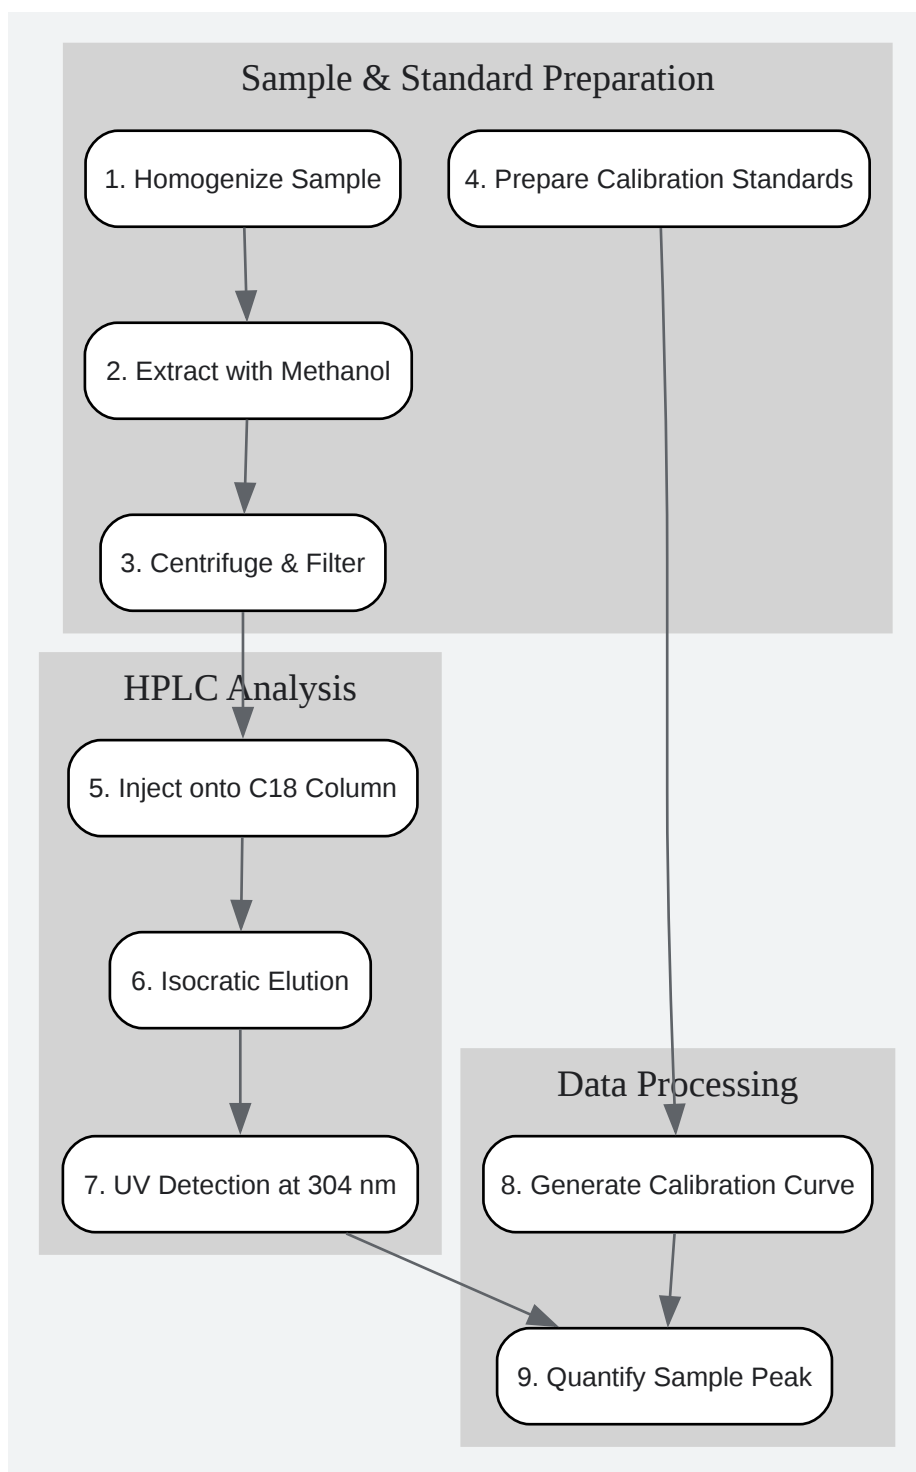 Sample & Standard Preparation
1. Homogenize Sample
4. Prepare Calibration Standards
2. Extract with Methanol
3. Centrifuge & Filter
HPLC Analysis
5. Inject onto C18 Column
6. Isocratic Elution
Data Processing
7. UV Detection at 304 nm
8. Generate Calibration Curve
9. Quantify Sample Peak